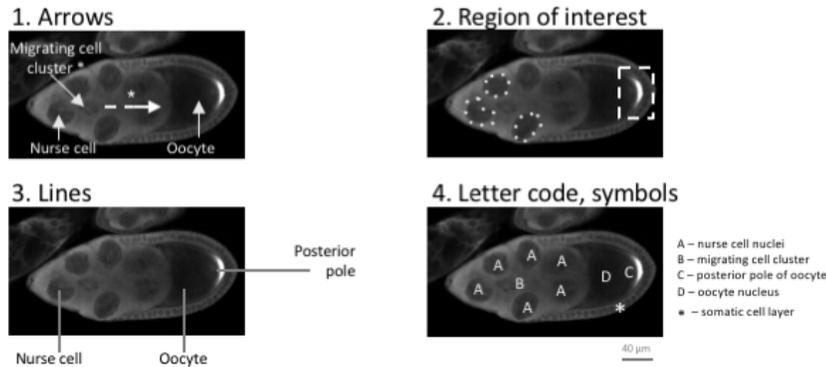 1. Arrows
Migrating cell
cluster *
*
Nurse cell
Oocyte
2. Region of interest
3. Lines
Posterior
pole
Nurse cell
Oocyte
4. Letter code, symbols
A
A
A
A
B
A
A
D
C
*
A – nurse cell nuclei
B – migrating cell cluster
C – posterior pole of oocyte
D – oocyte nucleus
* – somatic cell layer
40 µm